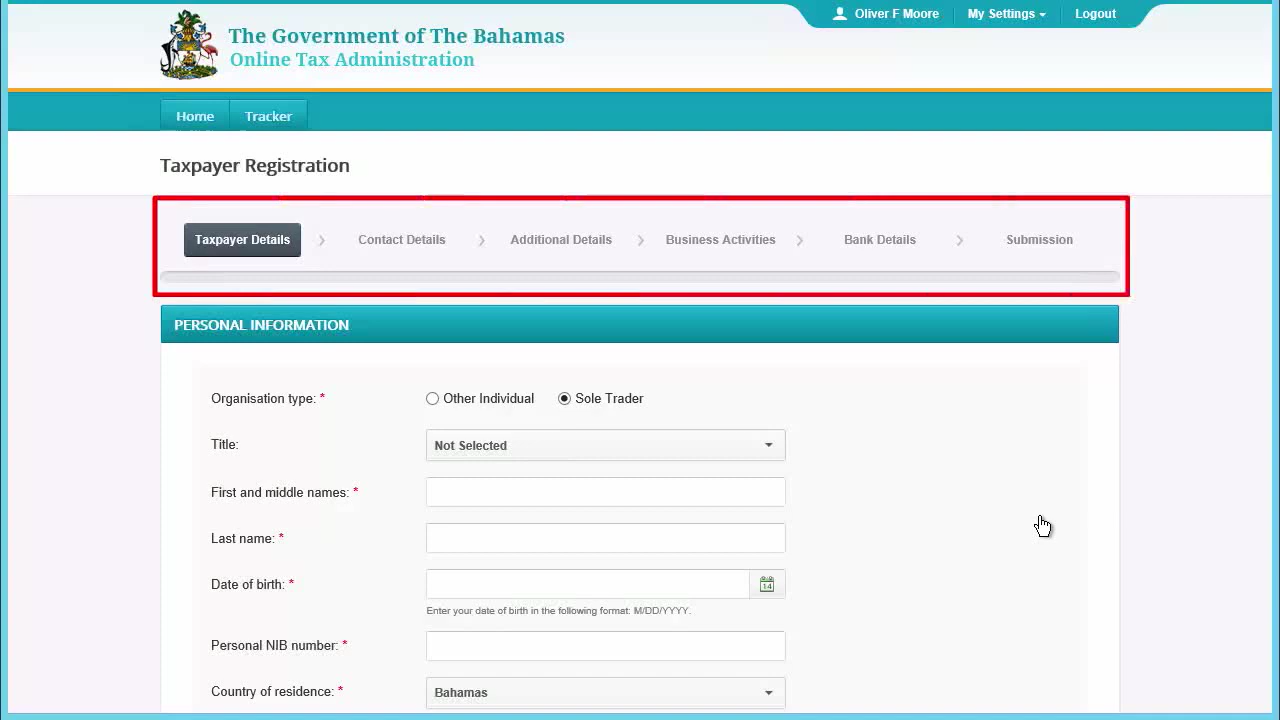 Oliver F Moore My Settings Logout
The Government of The Bahamas
Online Tax Administration
Home Tracker
Taxpayer Registration
Taxpayer Details Contact Details Additional Details Business Activities Bank Details Submission
PERSONAL INFORMATION
Organisation type: * Other Individual Sole Trader
Title: Not Selected
First and middle names: *
Last name: *
Date of birth: * 14
Enter your date of birth in the following format: M/DD/YYYY.
Personal NIB number: *
Country of residence: * Bahamas